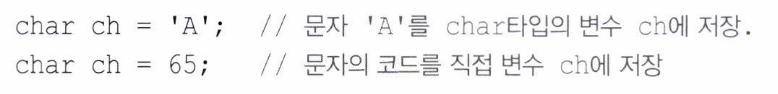 char ch = 'A';  // 문자 'A'를 char타입의 변수 ch에 저장.
char ch = 65;   // 문자의 코드를 직접 변수 ch에 저장